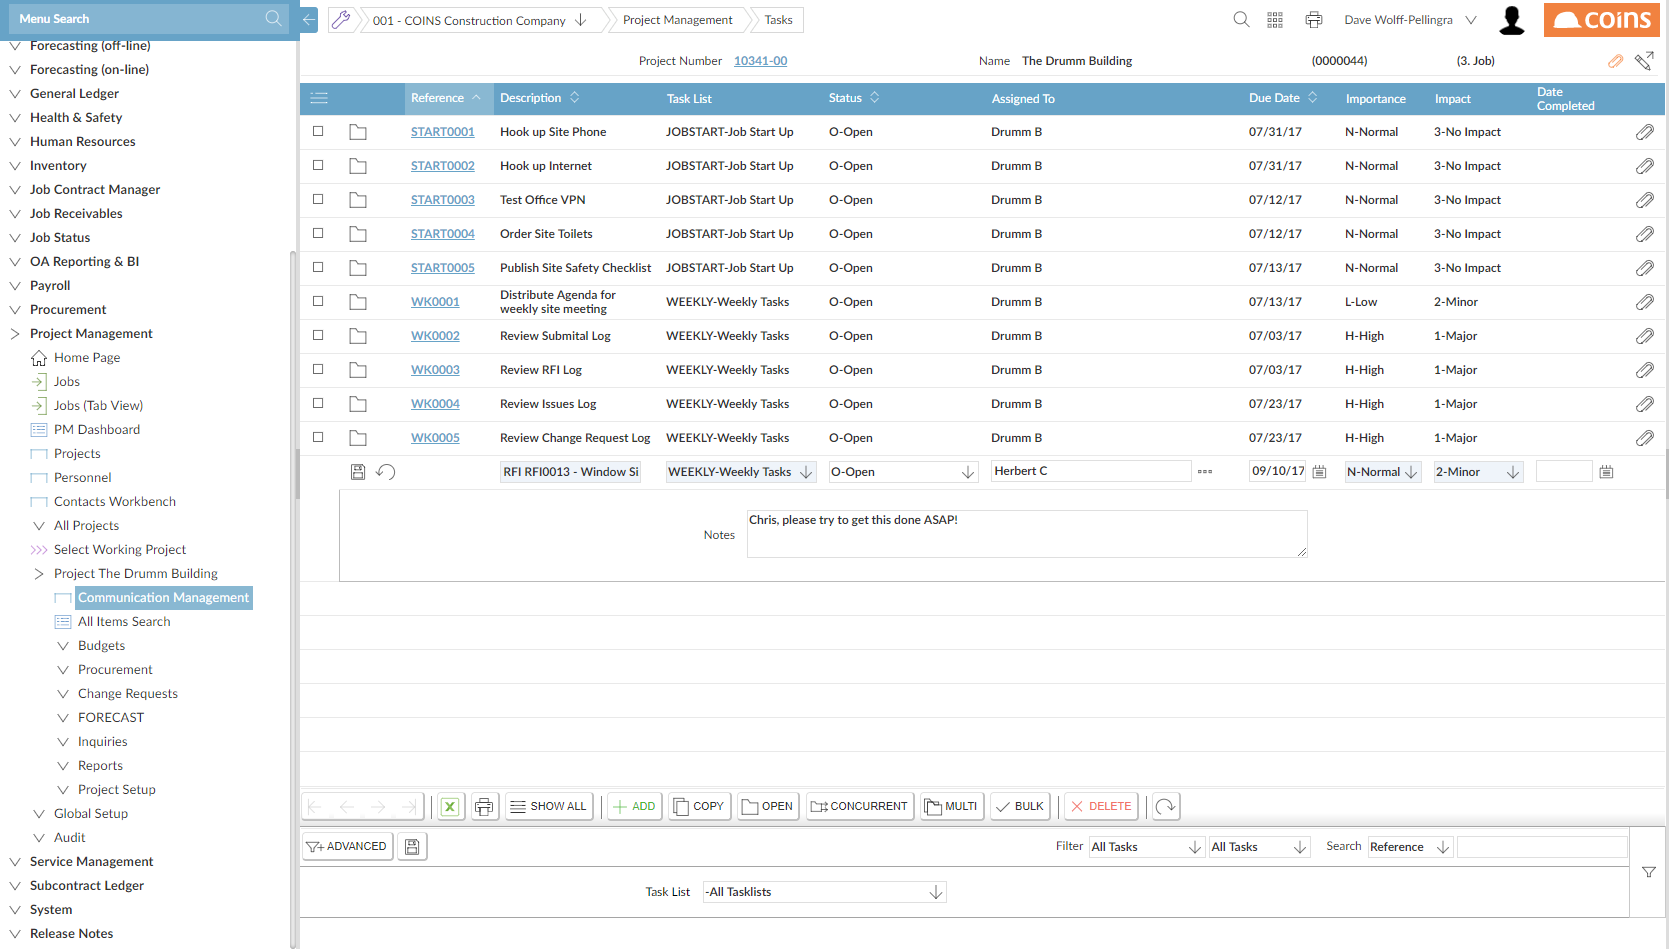 Menu Search
Forecasting (off-line)
Forecasting (on-line)
General Ledger
Health & Safety
Human Resources
Inventory
Job Contract Manager
Job Receivables
Job Status
OA Reporting & BI
Payroll
Procurement
Project Management
Home Page
Jobs
Jobs (Tab View)
PM Dashboard
Projects
Personnel
Contacts Workbench
All Projects
Select Working Project
Project The Drumm Building
Communication Management
All Items Search
Budgets
Procurement
Change Requests
FORECAST
Inquiries
Reports
Project Setup
Global Setup
Audit
Service Management
Subcontract Ledger
System
Release Notes
001 - COINS Construction Company Project Management Tasks
Dave Wolff-Pellingra
coins
Project Number 10341-00 Name The Drumm Building (0000044) (3. Job)
Reference Description Task List Status Assigned To Due Date Importance Impact Date Completed
START0001 Hook up Site Phone JOBSTART-Job Start Up O-Open Drumm B 07/31/17 N-Normal 3-No Impact
START0002 Hook up Internet JOBSTART-Job Start Up O-Open Drumm B 07/31/17 N-Normal 3-No Impact
START0003 Test Office VPN JOBSTART-Job Start Up O-Open Drumm B 07/12/17 N-Normal 3-No Impact
START0004 Order Site Toilets JOBSTART-Job Start Up O-Open Drumm B 07/12/17 N-Normal 3-No Impact
START0005 Publish Site Safety Checklist JOBSTART-Job Start Up O-Open Drumm B 07/13/17 N-Normal 3-No Impact
WK0001 Distribute Agenda for weekly site meeting WEEKLY-Weekly Tasks O-Open Drumm B 07/13/17 L-Low 2-Minor
WK0002 Review Submital Log WEEKLY-Weekly Tasks O-Open Drumm B 07/03/17 H-High 1-Major
WK0003 Review RFI Log WEEKLY-Weekly Tasks O-Open Drumm B 07/03/17 H-High 1-Major
WK0004 Review Issues Log WEEKLY-Weekly Tasks O-Open Drumm B 07/23/17 H-High 1-Major
WK0005 Review Change Request Log WEEKLY-Weekly Tasks O-Open Drumm B 07/23/17 H-High 1-Major
RFI RFI0013 - Window Si WEEKLY-Weekly Tasks O-Open Herbert C 09/10/17 N-Normal 2-Minor
Notes Chris, please try to get this done ASAP!
SHOW ALL ADD COPY OPEN CONCURRENT MULTI BULK DELETE
ADVANCED Filter All Tasks All Tasks Search Reference
Task List -All Tasklists